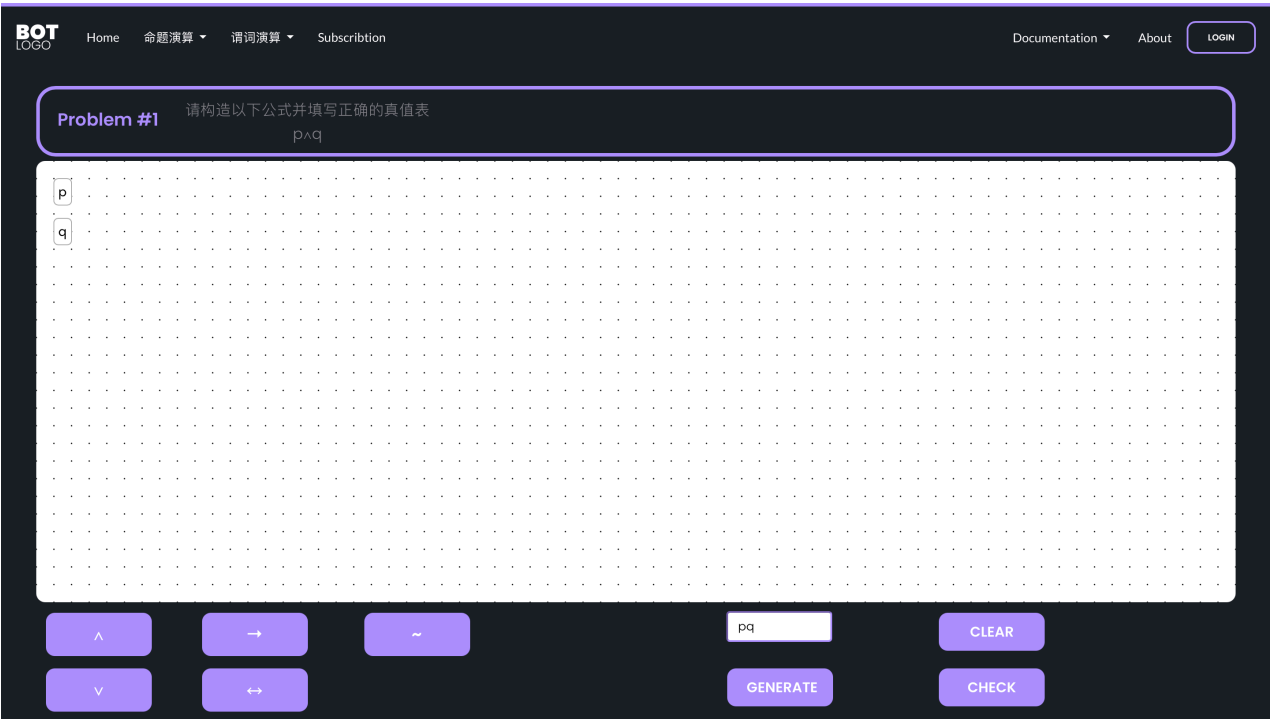 BOT
LOGO
Home 命题演算 谓词演算 Subscribtion Documentation About LOGIN
Problem #1 请构造以下公式并填写正确的真值表
p∧q
p
q
∧ → ~ pq CLEAR
∨ ↔ GENERATE CHECK